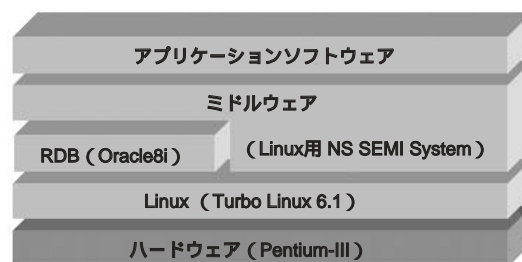 アプリケーションソフトウェア
ミドルウェア
RDB（Oracle8i）
（Linux用 NS SEMI System）
Linux （Turbo Linux 6.1）
ハードウェア（Pentium-III）